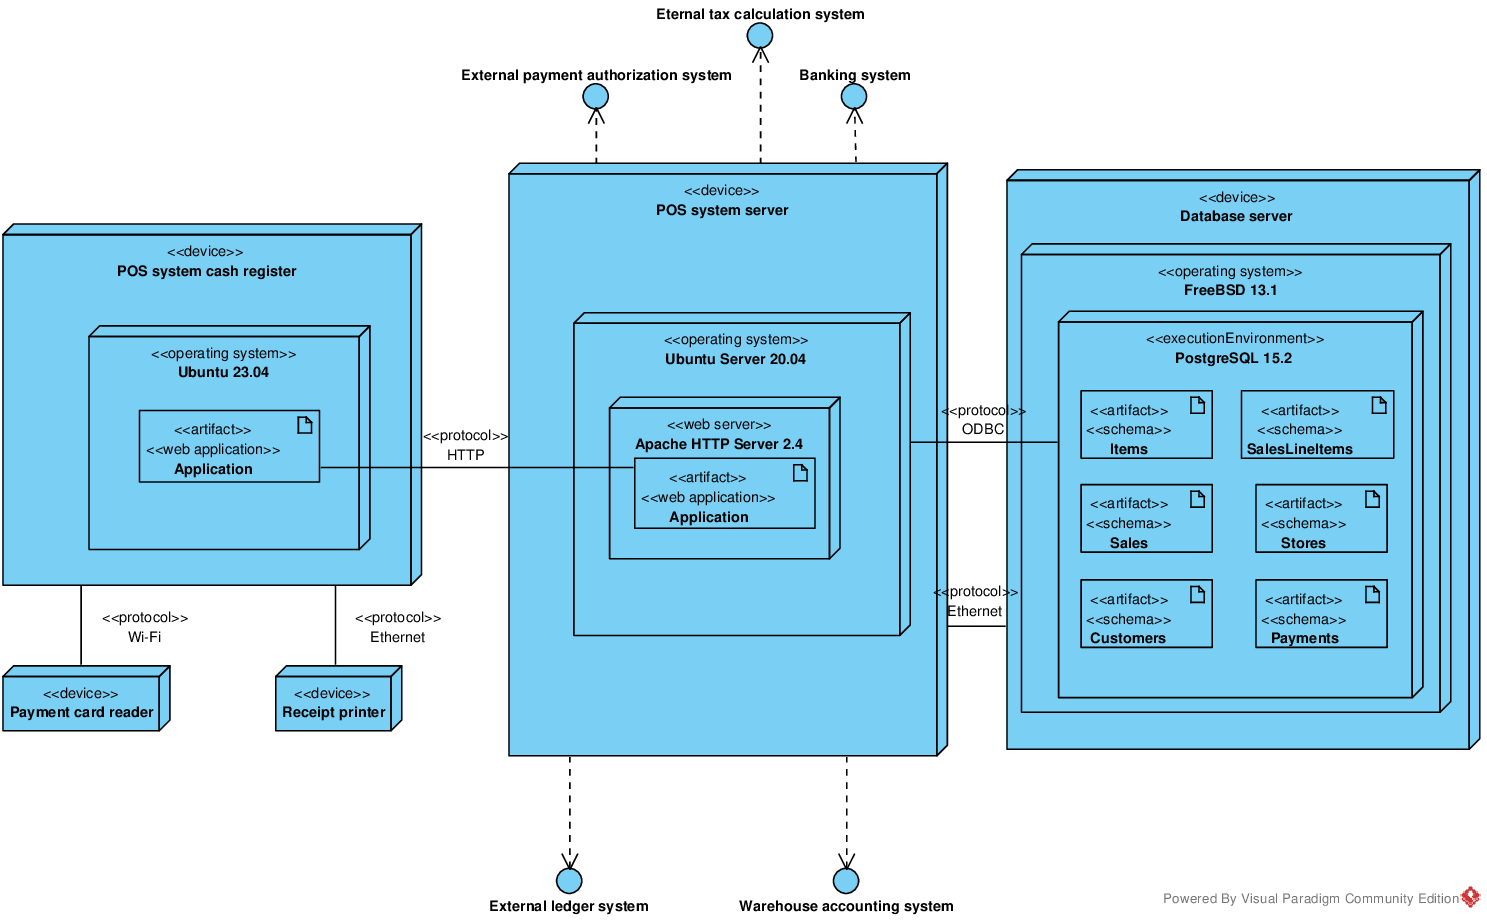 Eternal tax calculation system
External payment authorization system
Banking system
<<device>>
POS system cash register
<<operating system>>
Ubuntu 23.04
<<artifact>>
<<web application>>
Application
<<protocol>>
HTTP
<<protocol>>
Wi-Fi
<<protocol>>
Ethernet
<<device>>
Payment card reader
<<device>>
Receipt printer
<<device>>
POS system server
<<operating system>>
Ubuntu Server 20.04
<<web server>>
Apache HTTP Server 2.4
<<artifact>>
<<web application>>
Application
<<protocol>>
ODBC
<<protocol>>
Ethernet
<<device>>
Database server
<<operating system>>
FreeBSD 13.1
<<executionEnvironment>>
PostgreSQL 15.2
<<artifact>>
<<schema>>
Items
<<artifact>>
<<schema>>
SalesLineItems
<<artifact>>
<<schema>>
Sales
<<artifact>>
<<schema>>
Stores
<<artifact>>
<<schema>>
Customers
<<artifact>>
<<schema>>
Payments
External ledger system
Warehouse accounting system
Powered By Visual Paradigm Community Edition